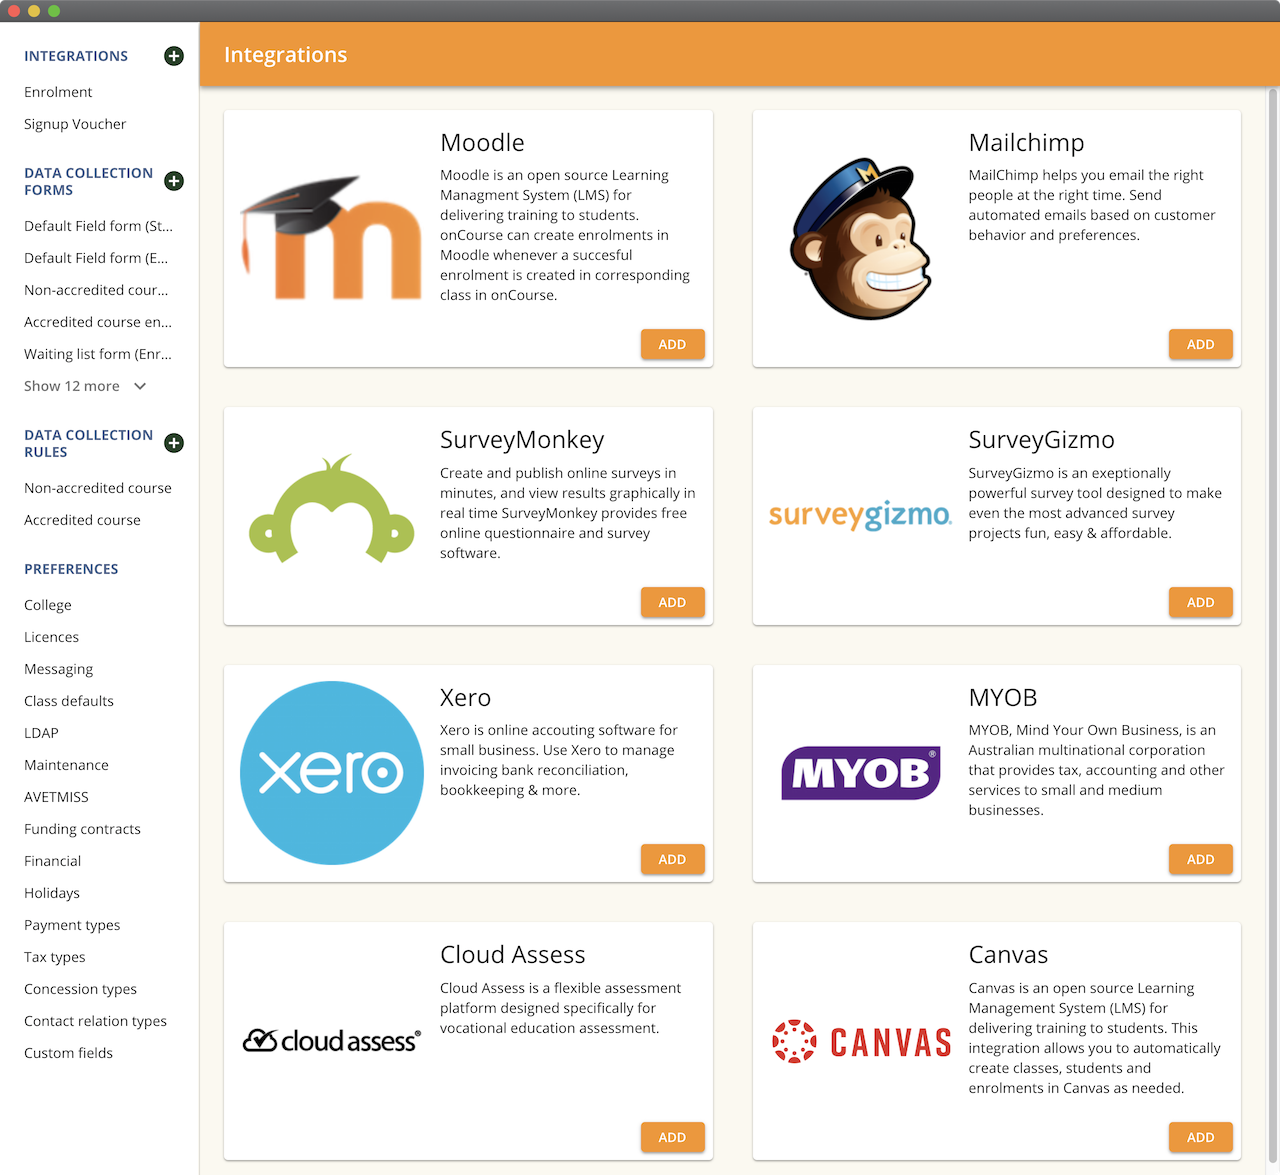 INTEGRATIONS
Enrolment
Signup Voucher
DATA COLLECTION
FORMS
Default Field form (St...
Default Field form (E...
Non-accredited cour...
Accredited course en...
Waiting list form (Enr...
Show 12 more
DATA COLLECTION
RULES
Non-accredited course
Accredited course
PREFERENCES
College
Licences
Messaging
Class defaults
LDAP
Maintenance
AVETMISS
Funding contracts
Financial
Holidays
Payment types
Tax types
Concession types
Contact relation types
Custom fields
Integrations
m
Moodle
Moodle is an open source Learning
Managment System (LMS) for
delivering training to students.
onCourse can create enrolments in
Moodle whenever a succesful
enrolment is created in corresponding
class in onCourse.
ADD
M
Mailchimp
MailChimp helps you email the right
people at the right time. Send
automated emails based on customer
behavior and preferences.
ADD
SurveyMonkey
Create and publish online surveys in
minutes, and view results graphically in
real time SurveyMonkey provides free
online questionnaire and survey
software.
ADD
surveygizmo.
SurveyGizmo
SurveyGizmo is an exeptionally
powerful survey tool designed to make
even the most advanced survey
projects fun, easy & affordable.
ADD
xero
Xero
Xero is online accouting software for
small business. Use Xero to manage
invoicing bank reconciliation,
bookkeeping & more.
ADD
MYOB®
MYOB
MYOB, Mind Your Own Business, is an
Australian multinational corporation
that provides tax, accounting and other
services to small and medium
businesses.
ADD
cloud assess®
Cloud Assess
Cloud Assess is a flexible assessment
platform designed specifically for
vocational education assessment.
ADD
CANVAS
Canvas
Canvas is an open source Learning
Management System (LMS) for
delivering training to students. This
integration allows you to automatically
create classes, students and
enrolments in Canvas as needed.
ADD